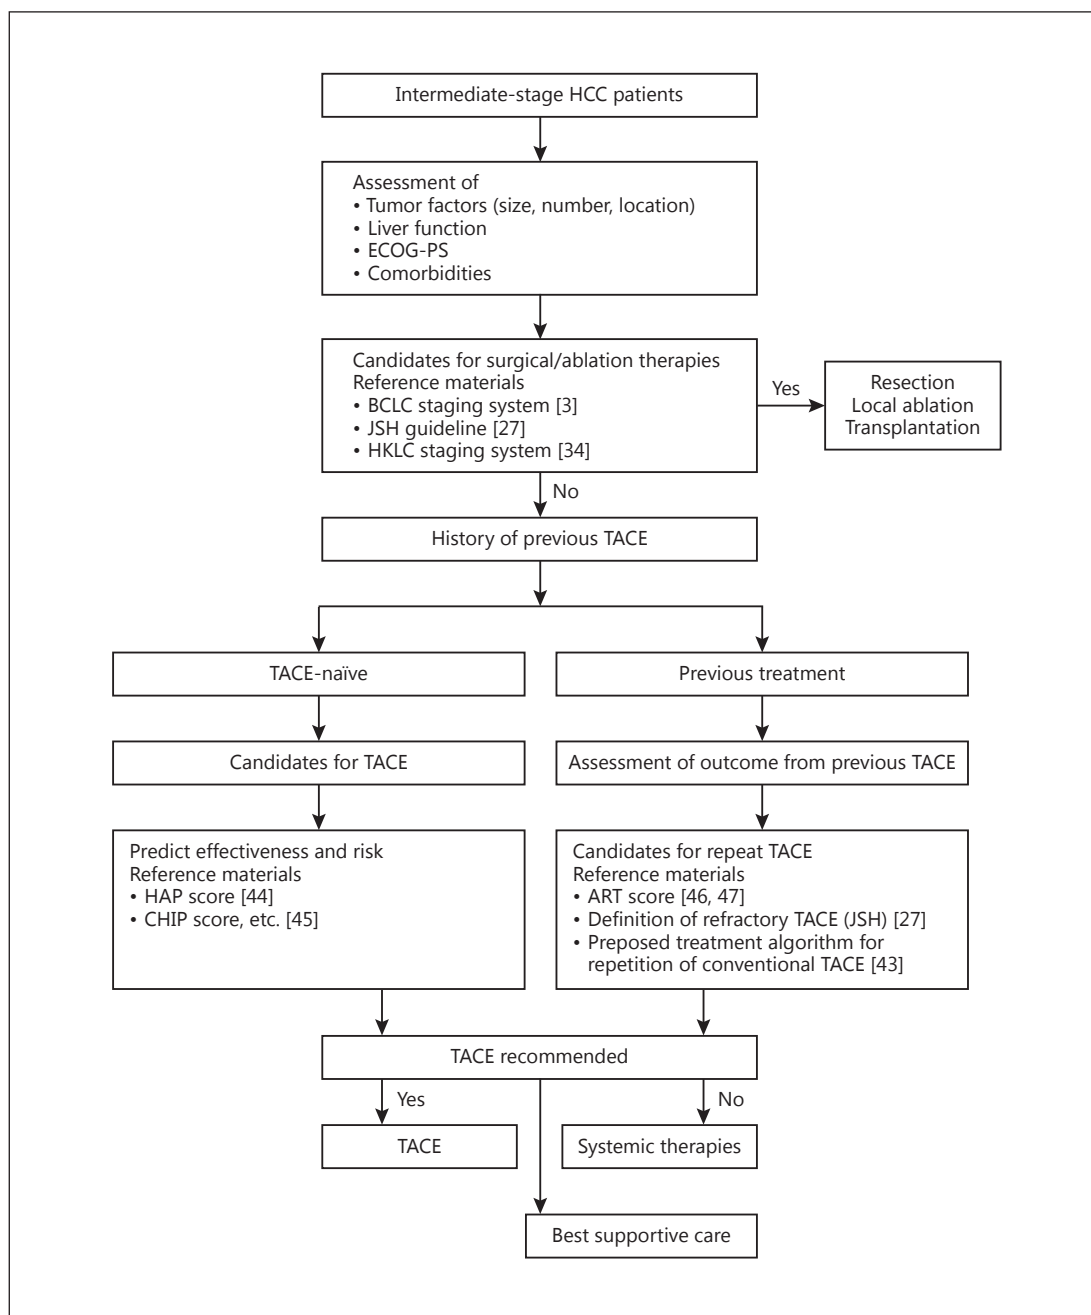 Intermediate-stage HCC patients
Assessment of
• Tumor factors (size, number, location)
• Liver function
• ECOG-PS
• Comorbidities
Candidates for surgical/ablation therapies
Reference materials
• BCLC staging system [3]
• JSH guideline [27]
• HKLC staging system [34]
Yes
Resection
Local ablation
Transplantation
No
History of previous TACE
TACE-naïve
Previous treatment
Candidates for TACE
Assessment of outcome from previous TACE
Predict effectiveness and risk
Reference materials
• HAP score [44]
• CHIP score, etc. [45]
Candidates for repeat TACE
Reference materials
• ART score [46, 47]
• Definition of refractory TACE (JSH) [27]
• Preposed treatment algorithm for
repetition of conventional TACE [43]
TACE recommended
Yes
No
TACE
Systemic therapies
Best supportive care